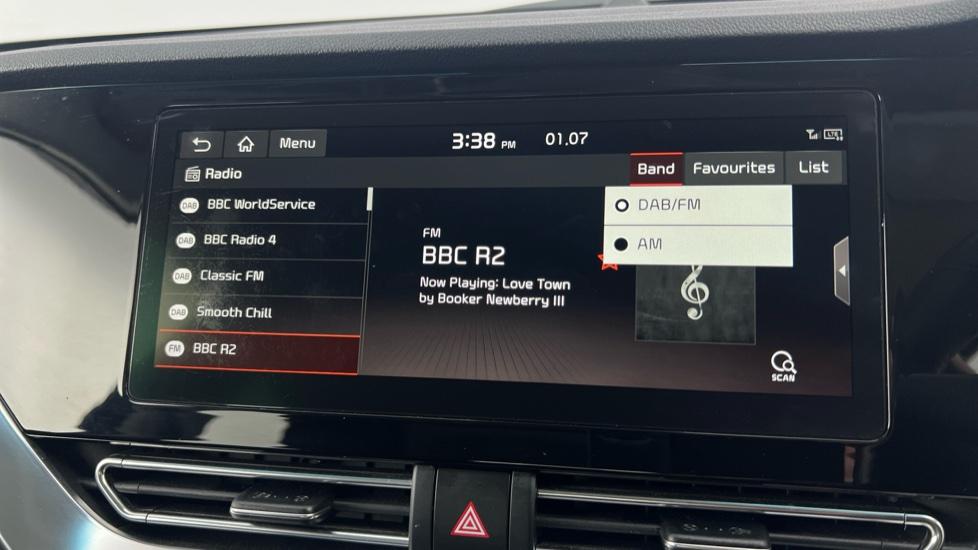 Menu
3:38 PM
01.07
LTE
Radio
Band
Favourites
List
DAB BBC WorldService
DAB BBC Radio 4
DAB Classic FM
DAB Smooth Chill
FM BBC R2
FM
BBC R2
Now Playing: Love Town
by Booker Newberry III
DAB/FM
AM
SCAN